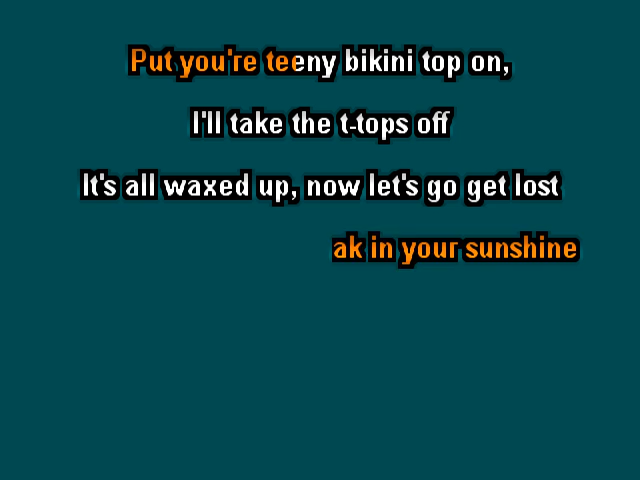 Put you're teeny bikini top on,
I'll take the t-tops off
It's all waxed up, now let's go get lost
ak in your sunshine